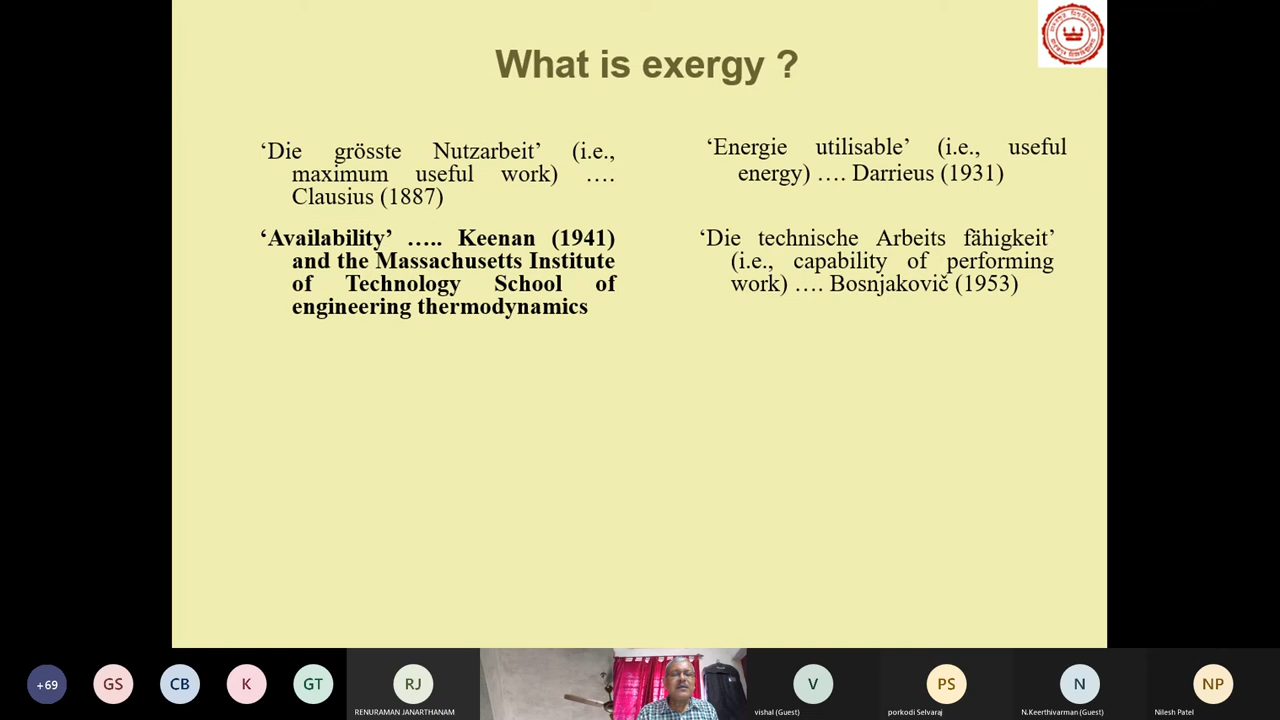 What is exergy ?
‘Die grösste Nutzarbeit’ (i.e.,
maximum useful work) ….
Clausius (1887)
‘Availability’ ….. Keenan (1941)
and the Massachusetts Institute
of Technology School of
engineering thermodynamics
‘Energie utilisable’ (i.e., useful
energy) …. Darrieus (1931)
‘Die technische Arbeits fähigkeit’
(i.e., capability of performing
work) …. Bosnjakovič (1953)
+69
GS
CB
K
GT
RJ
RENURAMAN JANARTHANAM
V
vishal (Guest)
PS
porkodi Selvaraj
N
N.Keerthivarman (Guest)
NP
Nilesh Patel